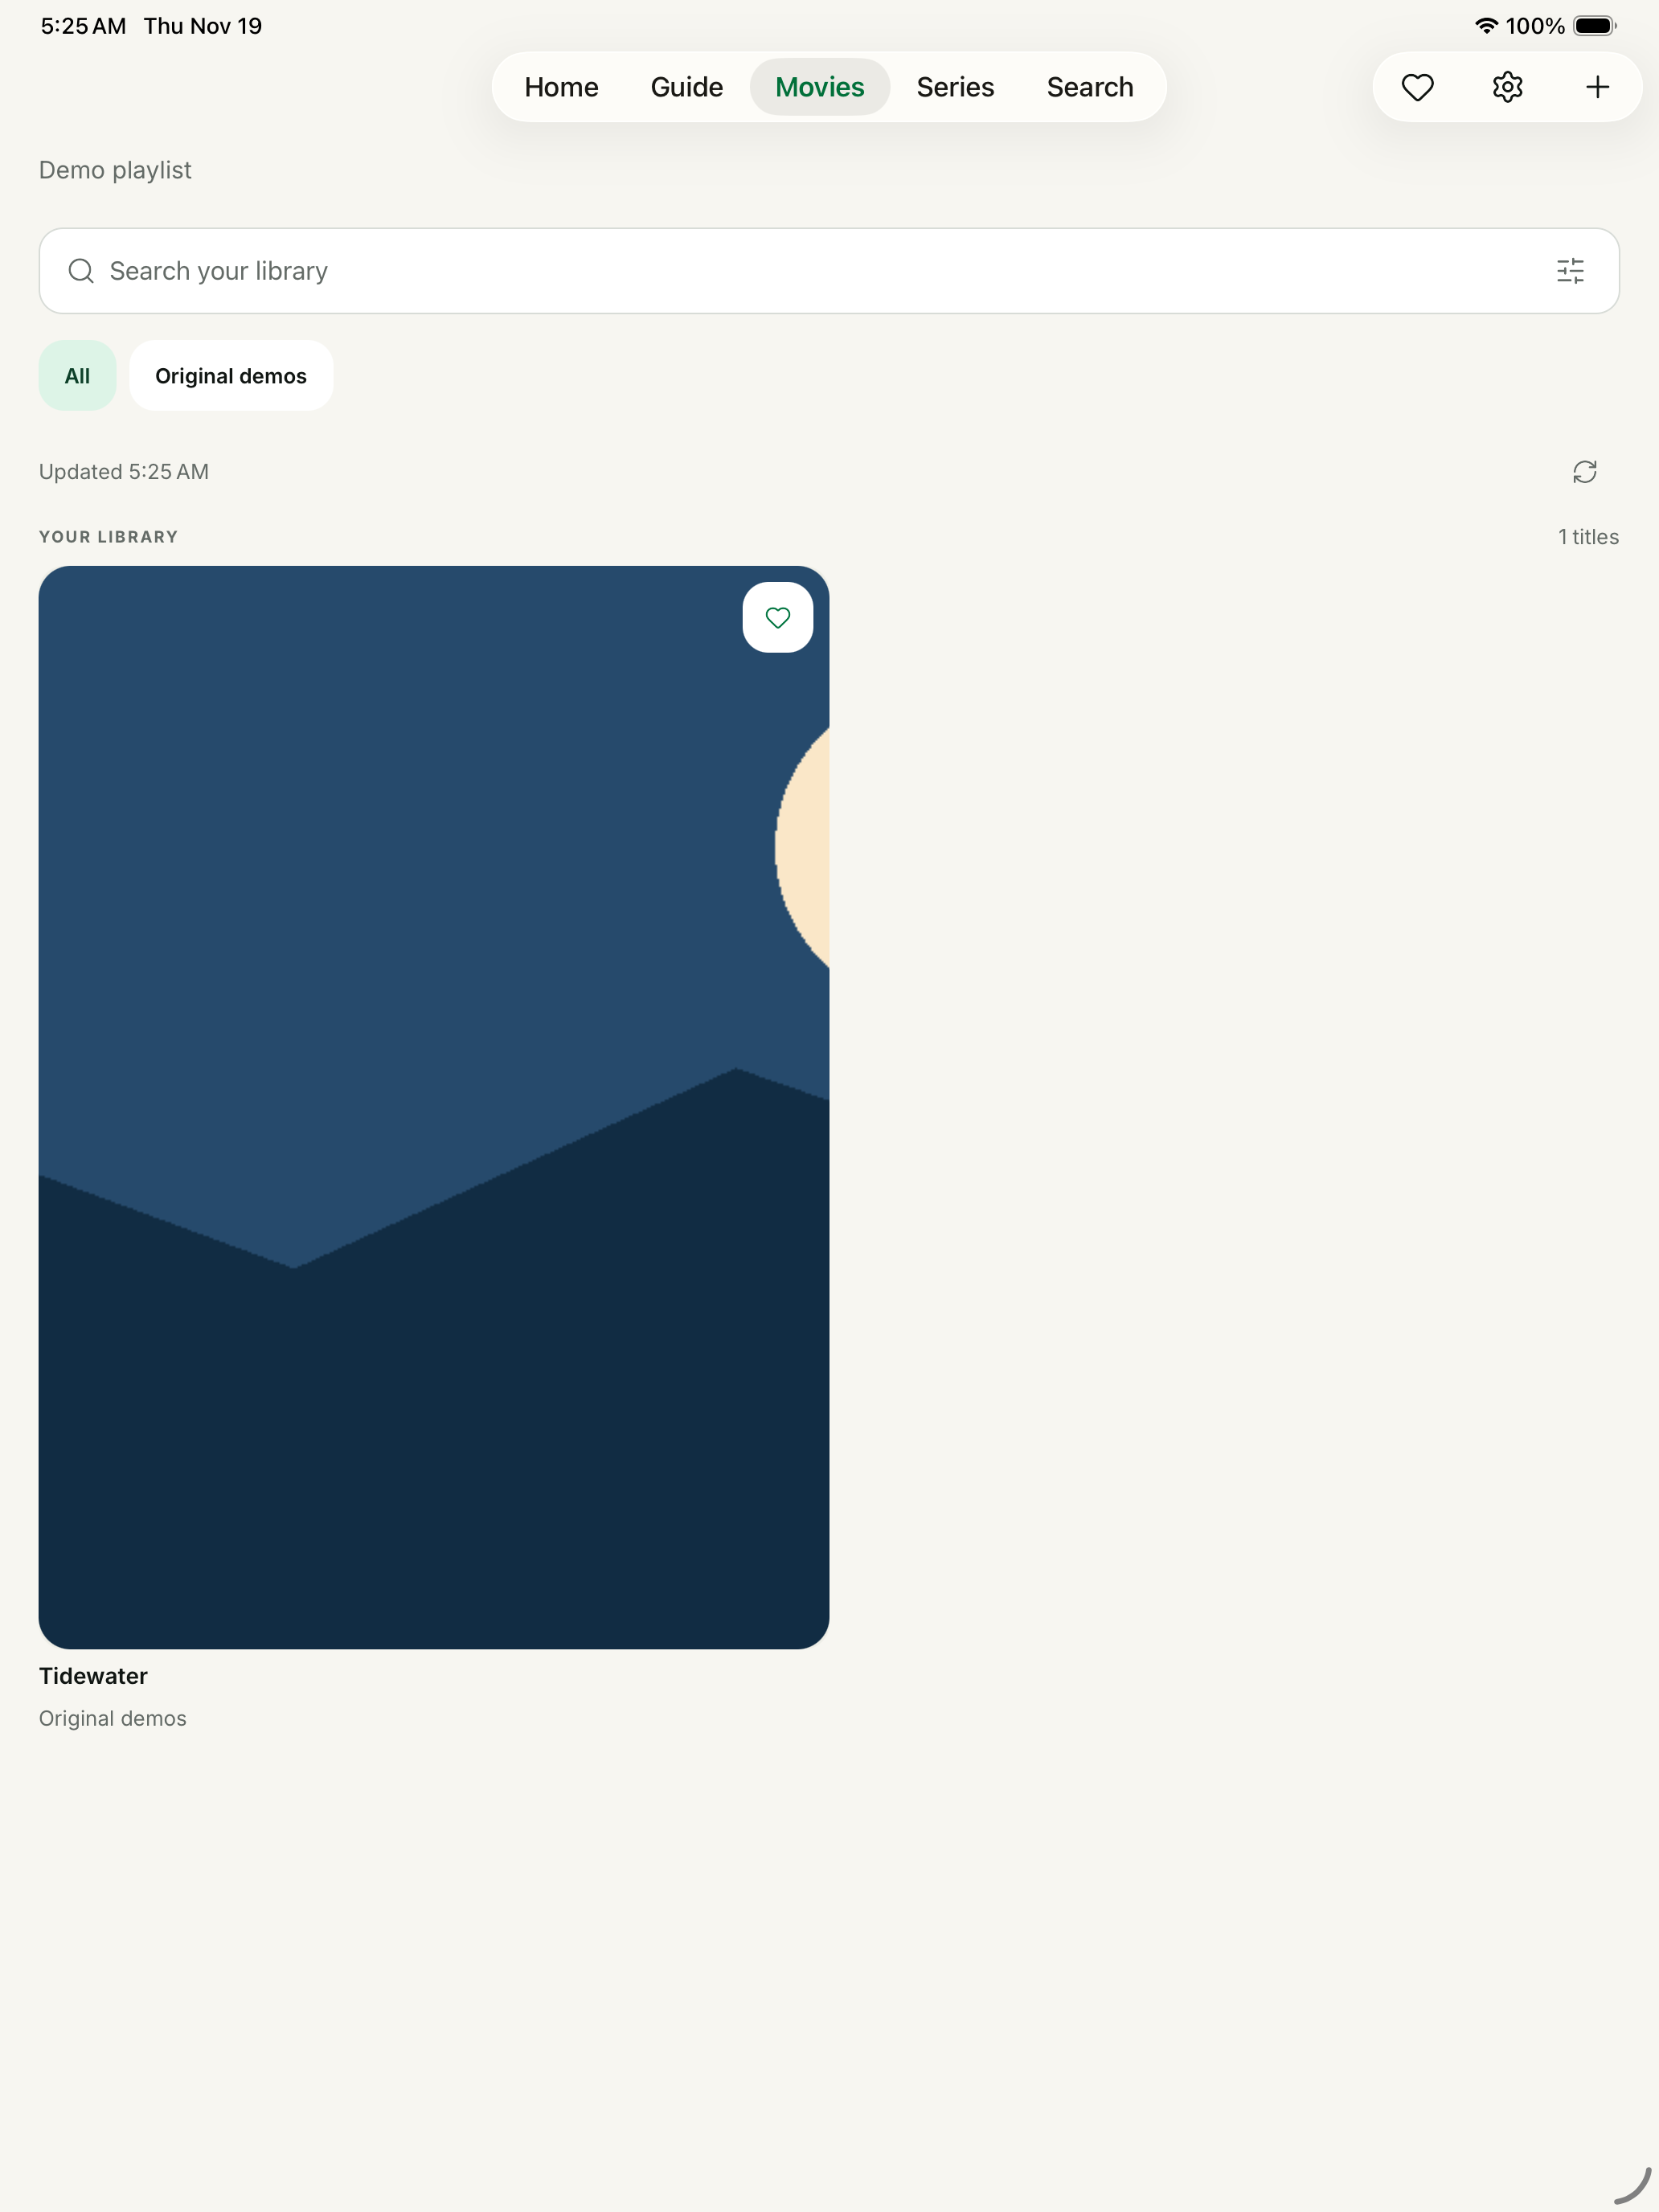 5:25 AM Thu Nov 19 100%
Home Guide Movies Series Search
Demo playlist
Search your library
All Original demos
Updated 5:25 AM
YOUR LIBRARY 1 titles
Tidewater
Original demos